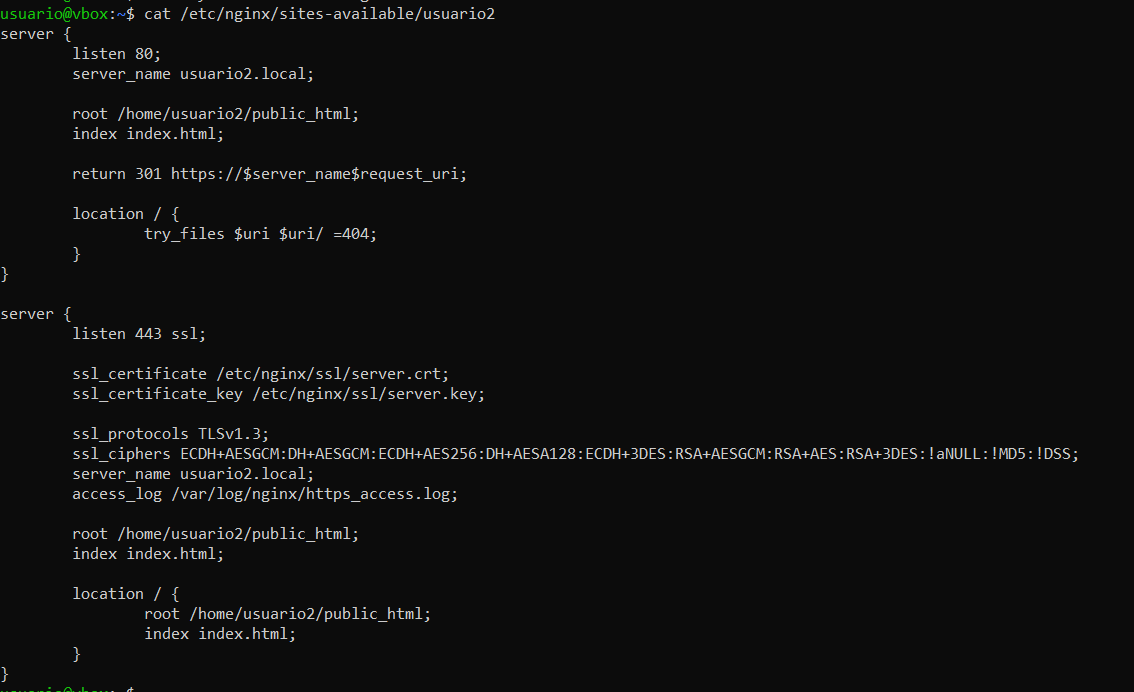 usuario@vbox:~$ cat /etc/nginx/sites-available/usuario2
server {
        listen 80;
        server_name usuario2.local;

        root /home/usuario2/public_html;
        index index.html;

        return 301 https://$server_name$request_uri;

        location / {
                try_files $uri $uri/ =404;
        }
}

server {
        listen 443 ssl;

        ssl_certificate /etc/nginx/ssl/server.crt;
        ssl_certificate_key /etc/nginx/ssl/server.key;

        ssl_protocols TLSv1.3;
        ssl_ciphers ECDH+AESGCM:DH+AESGCM:ECDH+AES256:DH+AESA128:ECDH+3DES:RSA+AESGCM:RSA+AES:RSA+3DES:!aNULL:!MD5:!DSS;
        server_name usuario2.local;
        access_log /var/log/nginx/https_access.log;

        root /home/usuario2/public_html;
        index index.html;

        location / {
                root /home/usuario2/public_html;
                index index.html;
        }
}